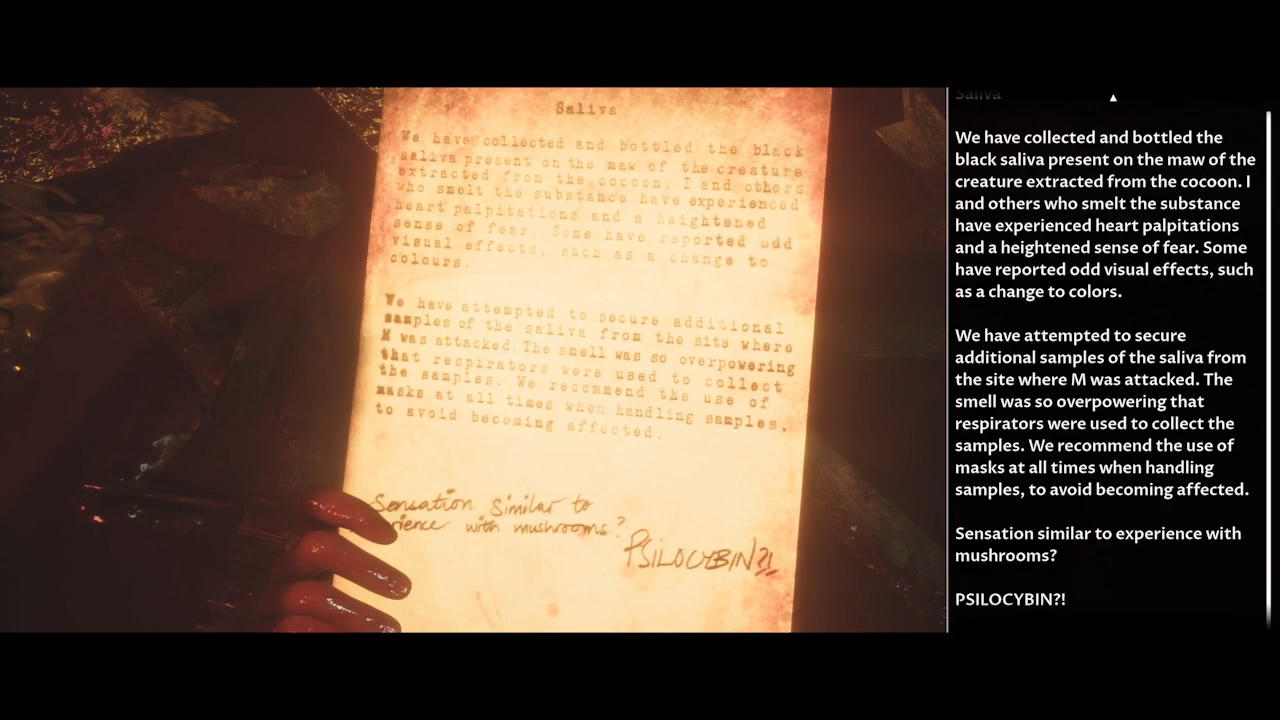 Saliva
We have collected and bottled the black
saliva present on the maw of the creature
extracted from the cocoon. I and others
who smelt the substance have experienced
heart palpitations and a heightened
sense of fear. Some have reported odd
visual effects, such as a change to
colours.
We have attempted to secure additional
samples of the saliva from the site where
M was attacked. The smell was so overpowering
that respirators were used to collect
the samples. We recommend the use of
masks at all times when handling samples,
to avoid becoming affected.
Sensation similar to
rience with mushrooms?
PSILOCYBIN?!
Saliva
We have collected and bottled the
black saliva present on the maw of the
creature extracted from the cocoon. I
and others who smelt the substance
have experienced heart palpitations
and a heightened sense of fear. Some
have reported odd visual effects, such
as a change to colors.
We have attempted to secure
additional samples of the saliva from
the site where M was attacked. The
smell was so overpowering that
respirators were used to collect the
samples. We recommend the use of
masks at all times when handling
samples, to avoid becoming affected.
Sensation similar to experience with
mushrooms?
PSILOCYBIN?!